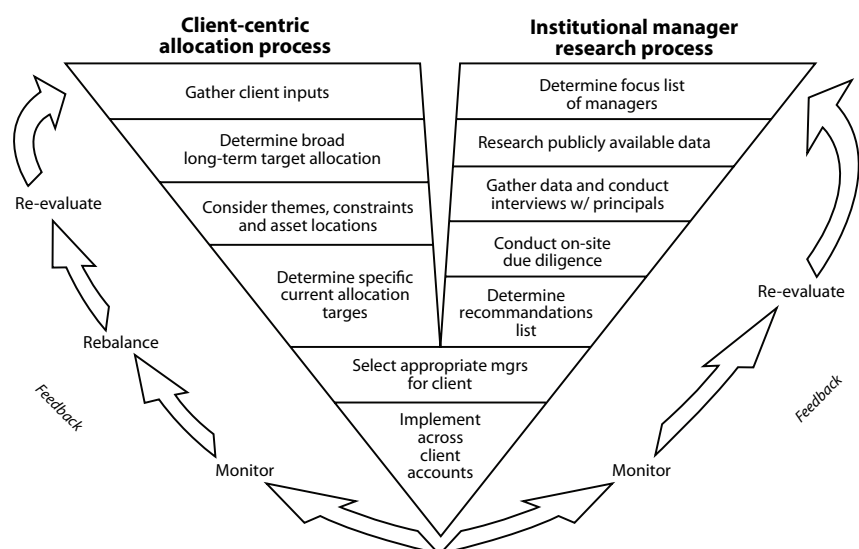 Client-centric
allocation process
Institutional manager
research process
Gather client inputs
Determine broad
long-term target allocation
Consider themes, constraints
and asset locations
Determine specific
current allocation
targes
Determine focus list
of managers
Research publicly available data
Gather data and conduct
interviews w/ principals
Conduct on-site
due diligence
Determine
recommandations
list
Select appropriate mgrs
for client
Implement
across
client
accounts
Re-evaluate
Rebalance
Feedback
Monitor
Re-evaluate
Feedback
Monitor